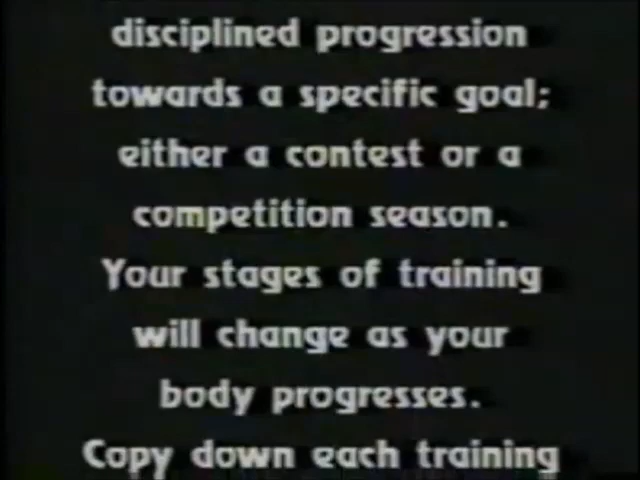 disciplined progression
towards a specific goal;
either a contest or a
competition season.
Your stages of training
will change as your
body progresses.
Copy down each training